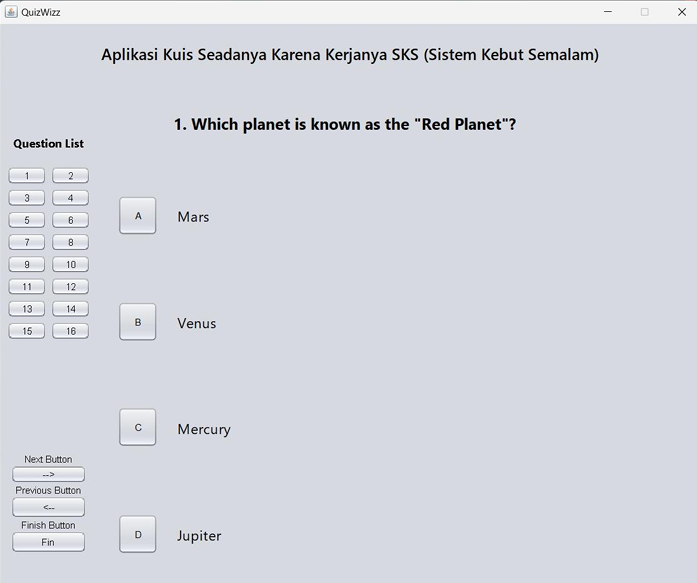 QuizWizz
Aplikasi Kuis Seadanya Karena Kerjanya SKS (Sistem Kebut Semalam)
1. Which planet is known as the "Red Planet"?
Question List
1 2
3 4
5 6
7 8
9 10
11 12
13 14
15 16
A Mars
B Venus
C Mercury
D Jupiter
Next Button
-->
Previous Button
<--
Finish Button
Fin